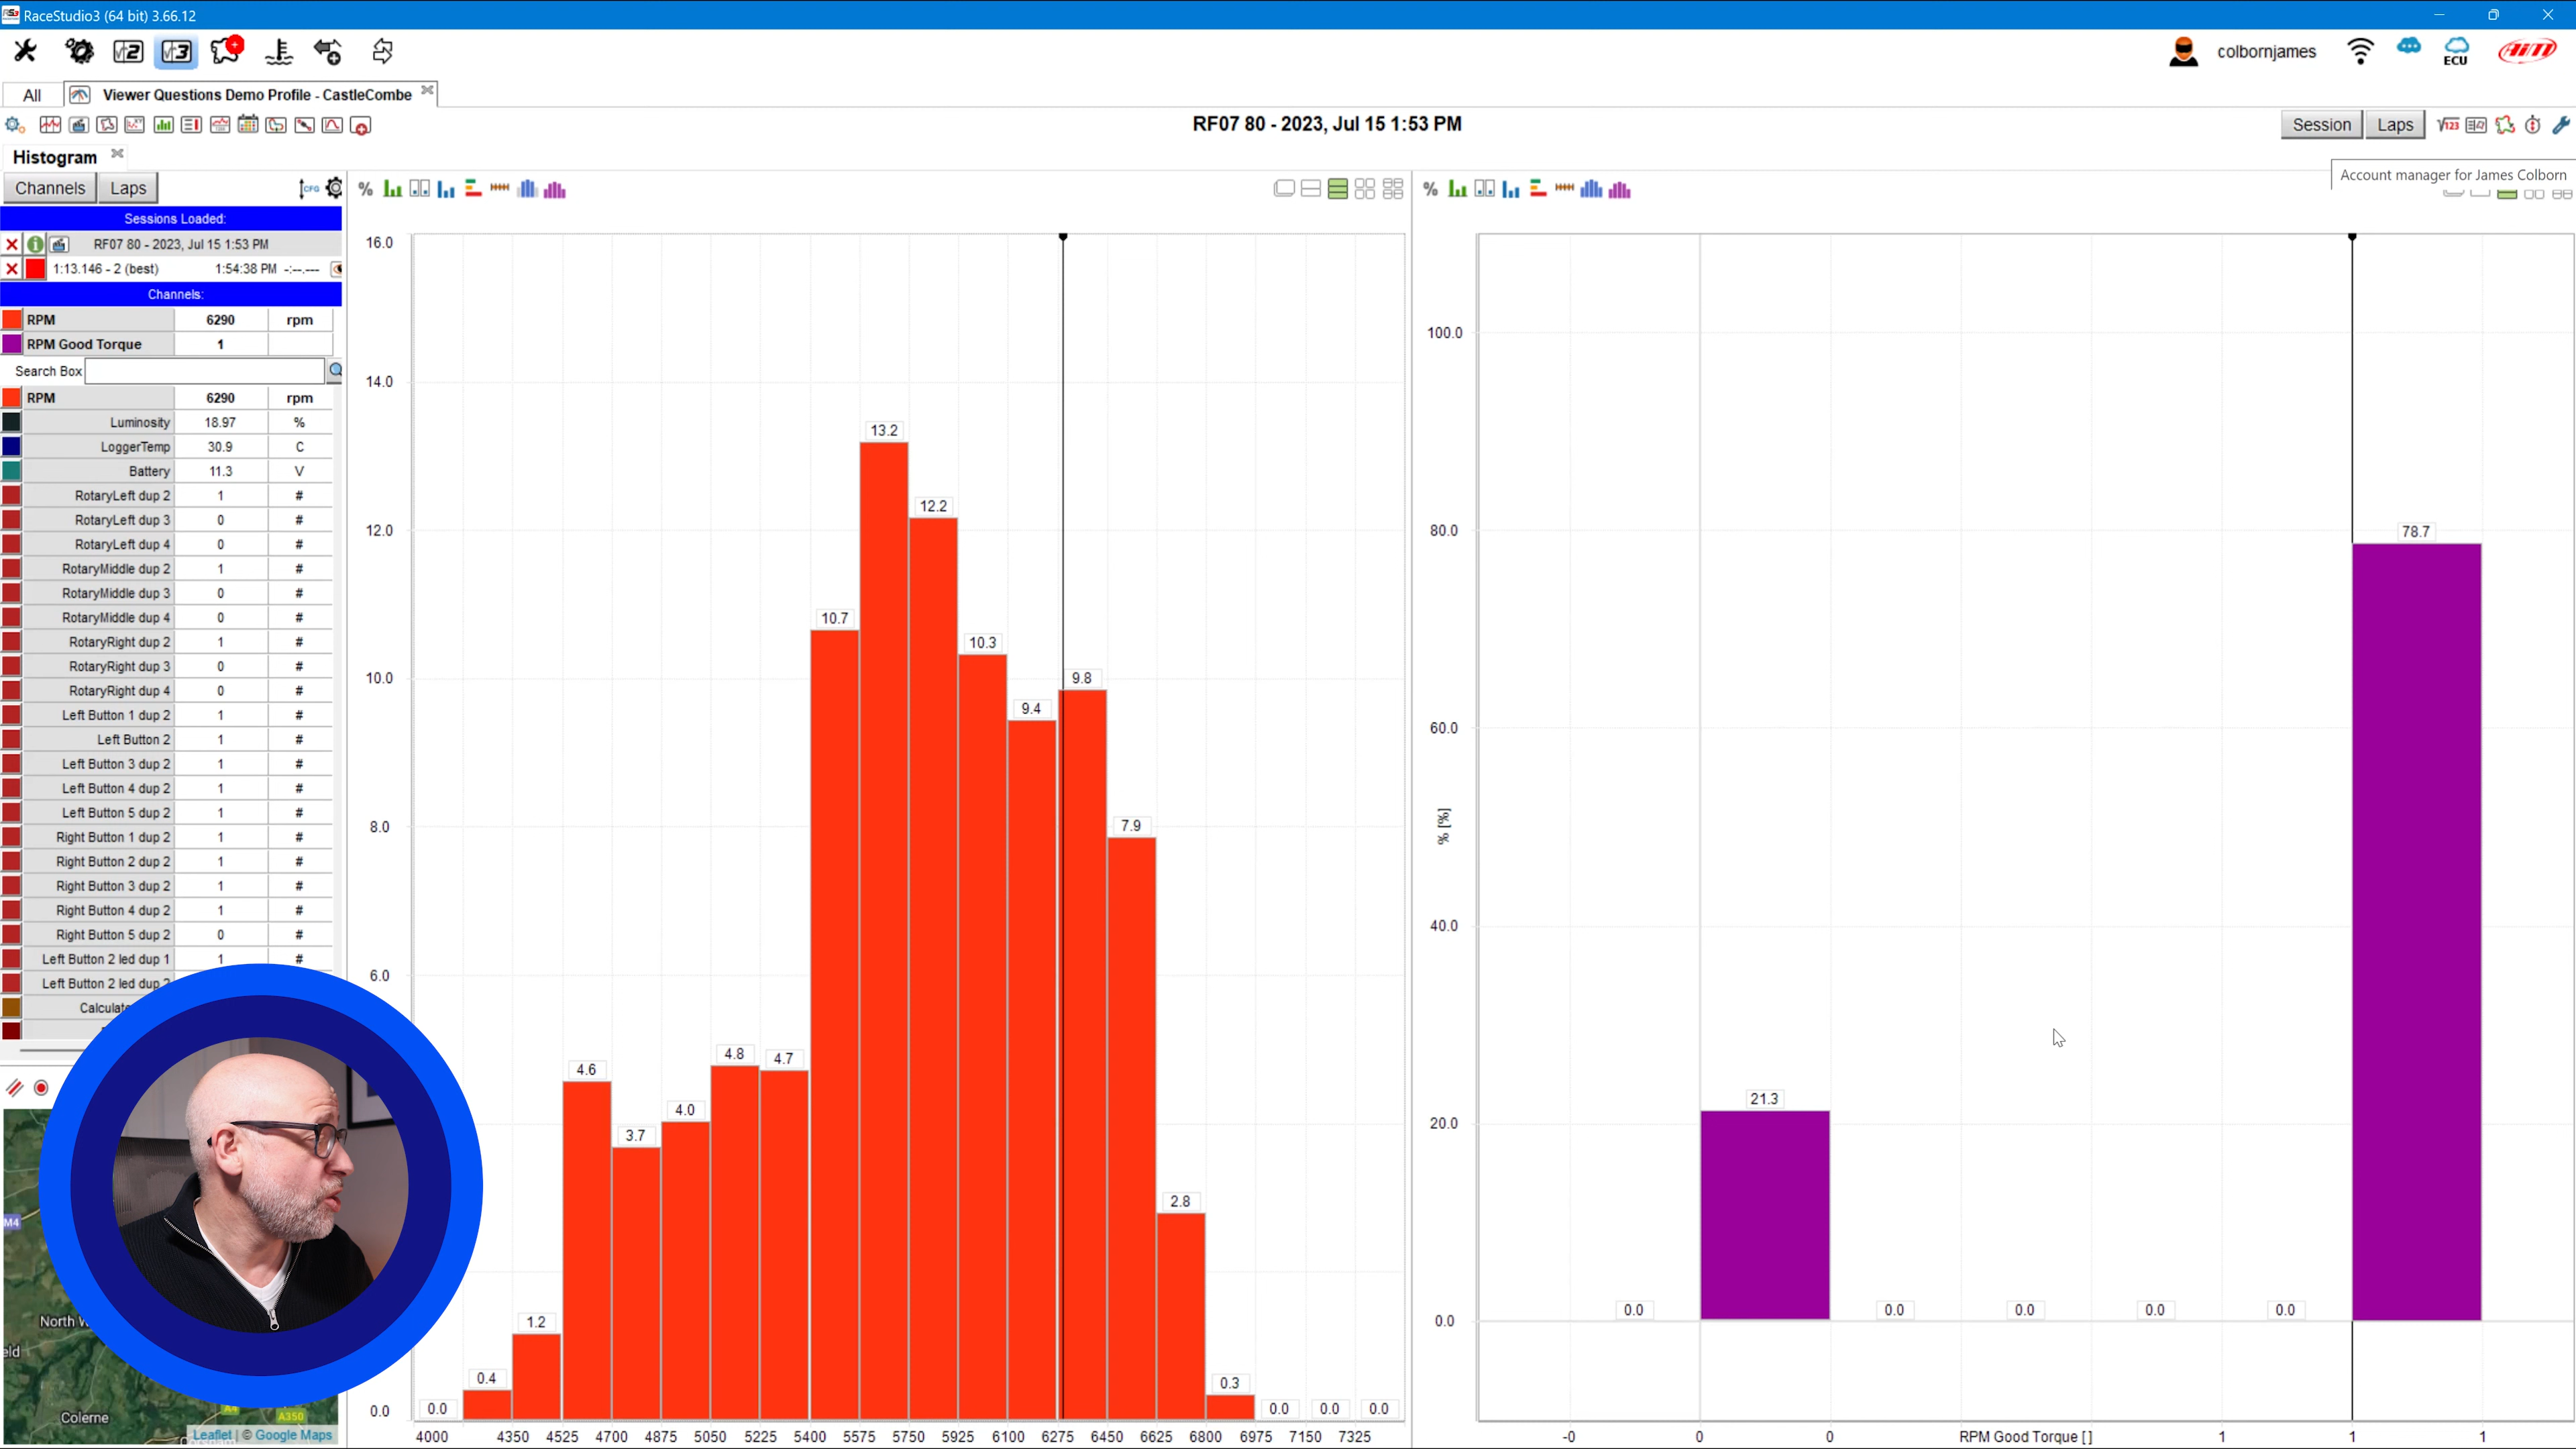 RaceStudio3 (64 bit) 3.66.12
colbornjames
ECU
AiM
All
Viewer Questions Demo Profile - CastleCombe
RF07 80 - 2023, Jul 15 1:53 PM
Session
Laps
Histogram
Account manager for James Colborn
Channels
Laps
CFG
%
%
Sessions Loaded:
RF07 80 - 2023, Jul 15 1:53 PM
1:13.146 - 2 (best) 1:54:38 PM -:--.---
Channels:
RPM 6290 rpm
RPM Good Torque 1
Search Box
RPM 6290 rpm
Luminosity 18.97 %
LoggerTemp 30.9 C
Battery 11.3 V
RotaryLeft dup 2 1 #
RotaryLeft dup 3 0 #
RotaryLeft dup 4 0 #
RotaryMiddle dup 2 1 #
RotaryMiddle dup 3 0 #
RotaryMiddle dup 4 0 #
RotaryRight dup 2 1 #
RotaryRight dup 3 0 #
RotaryRight dup 4 0 #
Left Button 1 dup 2 1 #
Left Button 2 1 #
Left Button 3 dup 2 1 #
Left Button 4 dup 2 1 #
Left Button 5 dup 2 1 #
Right Button 1 dup 2 1 #
Right Button 2 dup 2 1 #
Right Button 3 dup 2 1 #
Right Button 4 dup 2 1 #
Right Button 5 dup 2 0 #
Left Button 2 led dup 1 1 #
Left Button 2 led dup
Calculate
M4
North
eld
Colerne
A4
A350
Leaflet | © Google Maps
16.0
14.0
12.0
10.0
8.0
6.0
0.0
0.0
0.4
1.2
4.6
3.7
4.0
4.8
4.7
10.7
13.2
12.2
10.3
9.4
9.8
7.9
2.8
0.3
0.0
0.0
0.0
4000 4350 4525 4700 4875 5050 5225 5400 5575 5750 5925 6100 6275 6450 6625 6800 6975 7150 7325
100.0
80.0
60.0
40.0
20.0
0.0
% [%]
0.0
21.3
0.0
0.0
0.0
0.0
78.7
-0 0 0 RPM Good Torque [] 1 1 1